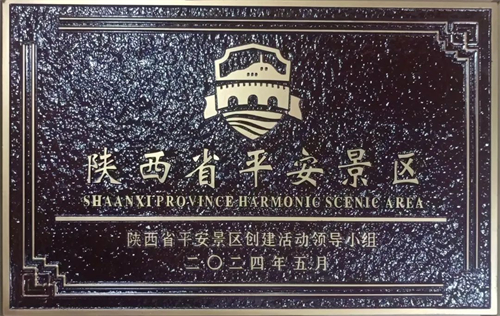 陕西省平安景区
SHAANXI PROVINCE HARMONIC SCENIC AREA
陕西省平安景区创建活动领导小组
二〇二四年五月